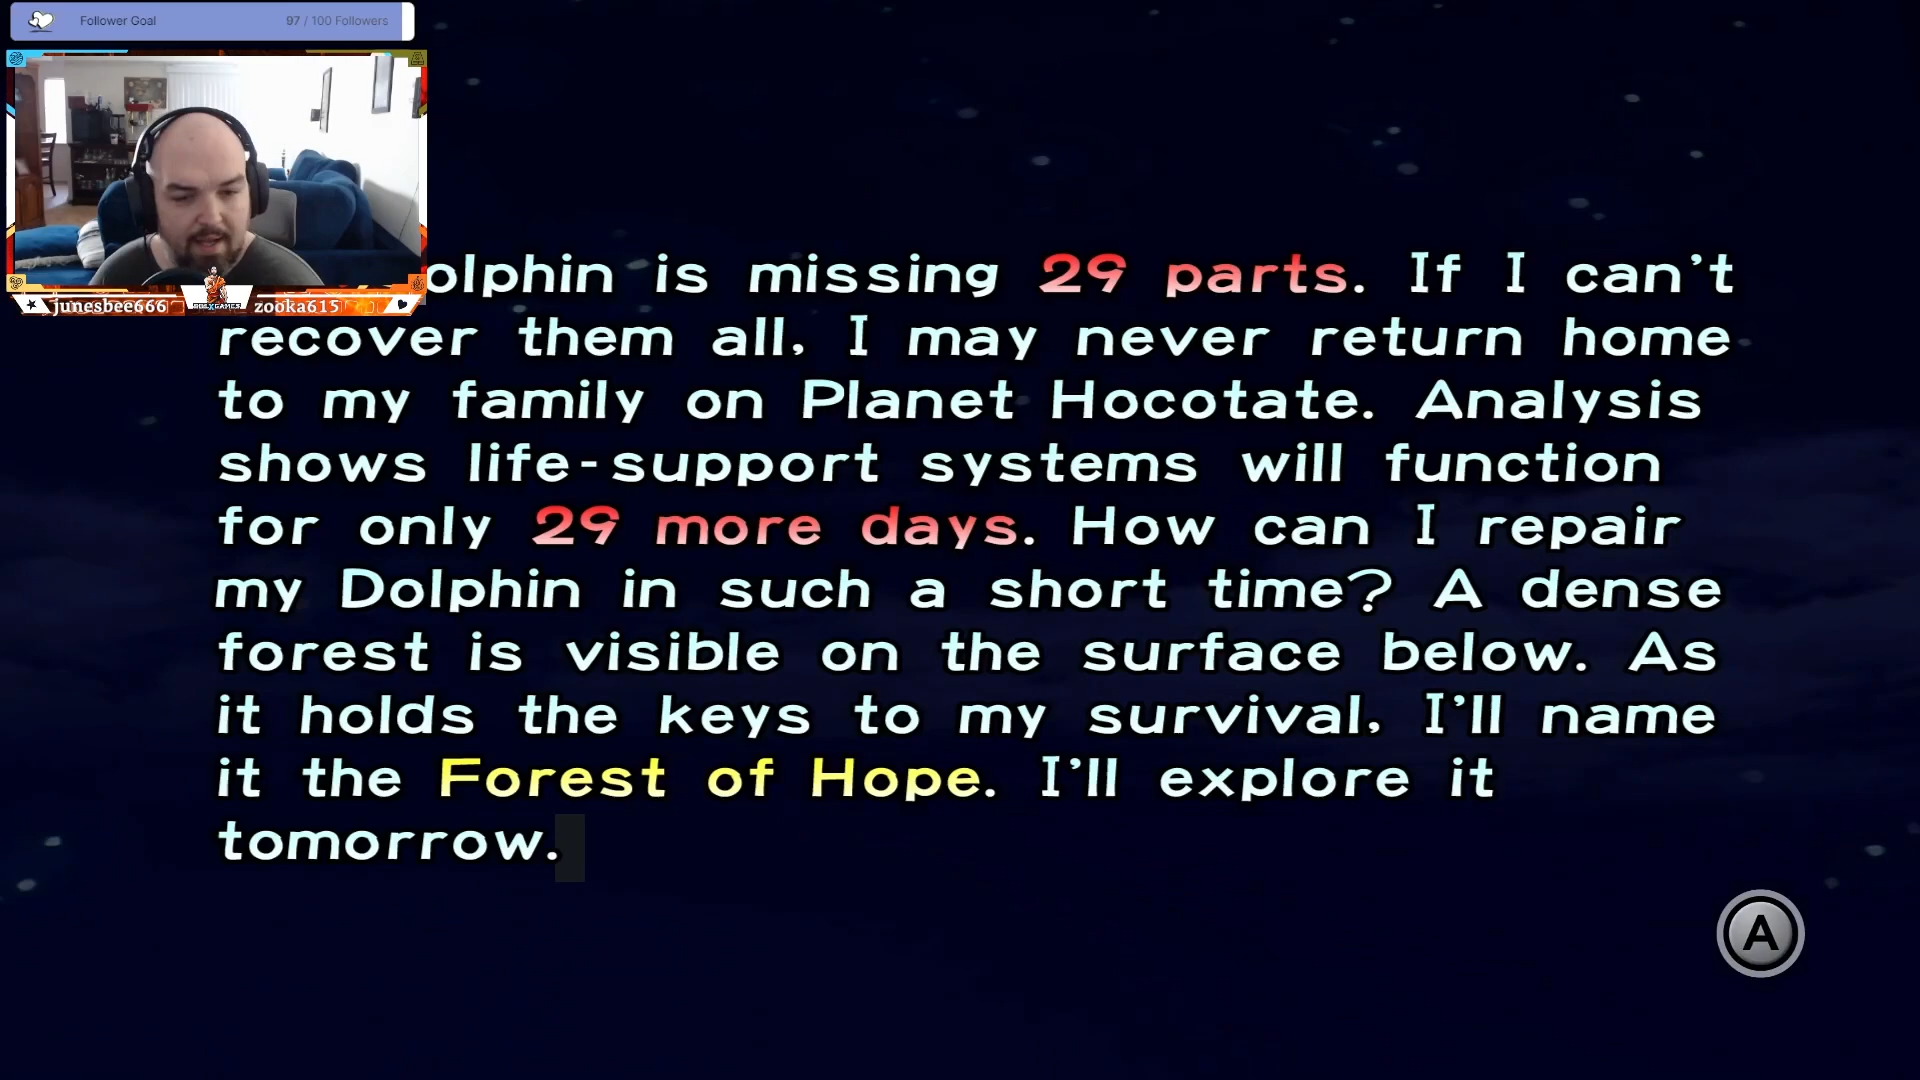 Follower Goal 97 / 100 Followers
junesbee666 zooka615
olphin is missing 29 parts. If I can't
recover them all, I may never return home
to my family on Planet Hocotate. Analysis
shows life-support systems will function
for only 29 more days. How can I repair
my Dolphin in such a short time? A dense
forest is visible on the surface below. As
it holds the keys to my survival, I'll name
it the Forest of Hope. I'll explore it
tomorrow.
A